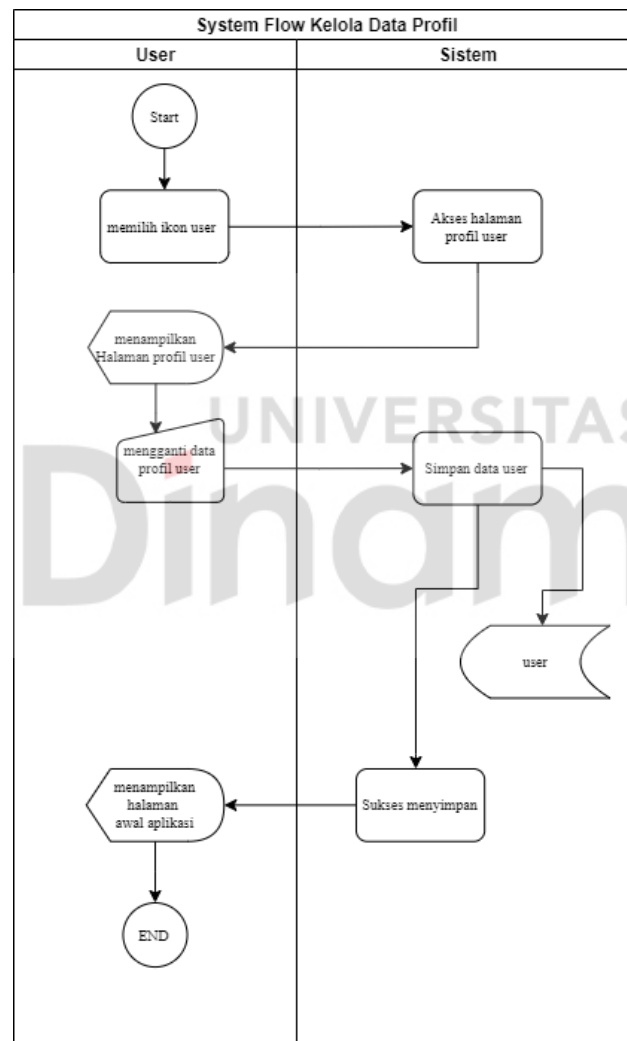 System Flow Kelola Data Profil
User
Sistem
Start
memilih ikon user
Akses halaman
profil user
menampilkan
Halaman profil user
UNIVERSITAS
Dinam
mengganti data
profil user
Simpan data user
user
menampilkan
halaman
awal aplikasi
Sukses menyimpan
END